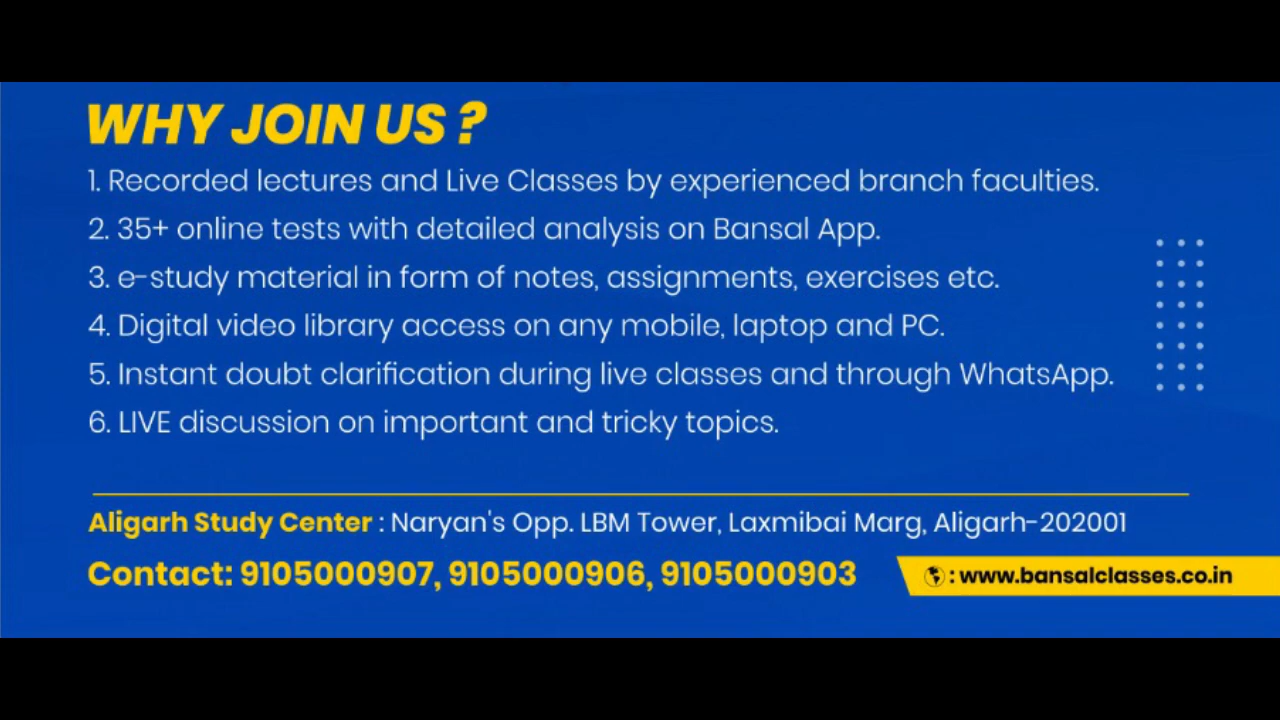 WHY JOIN US ?
1. Recorded lectures and Live Classes by experienced branch faculties.
2. 35+ online tests with detailed analysis on Bansal App.
3. e-study material in form of notes, assignments, exercises etc.
4. Digital video library access on any mobile, laptop and PC.
5. Instant doubt clarification during live classes and through WhatsApp.
6. LIVE discussion on important and tricky topics.
Aligarh Study Center : Naryan's Opp. LBM Tower, Laxmibai Marg, Aligarh-202001
Contact: 9105000907, 9105000906, 9105000903
: www.bansalclasses.co.in